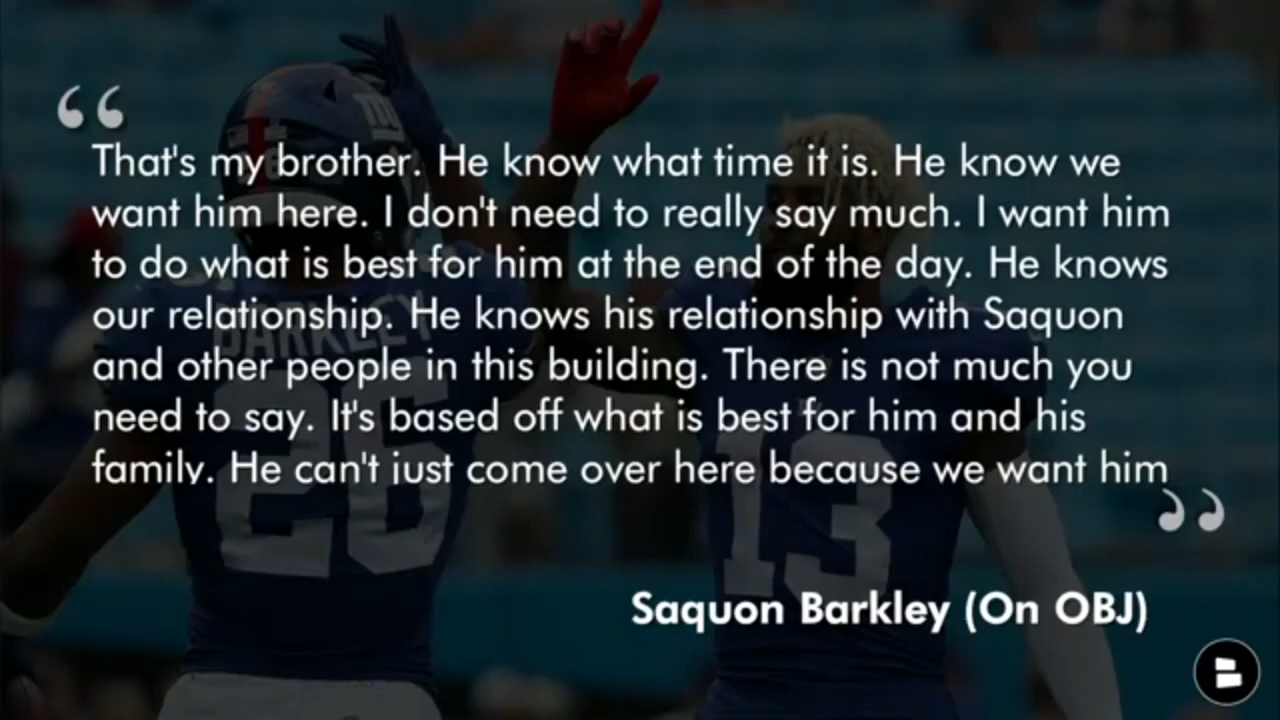 “
That's my brother. He know what time it is. He know we
want him here. I don't need to really say much. I want him
to do what is best for him at the end of the day. He knows
our relationship. He knows his relationship with Saquon
and other people in this building. There is not much you
need to say. It's based off what is best for him and his
family. He can't just come over here because we want him
”
Saquon Barkley (On OBJ)
BARKLEY
26
13